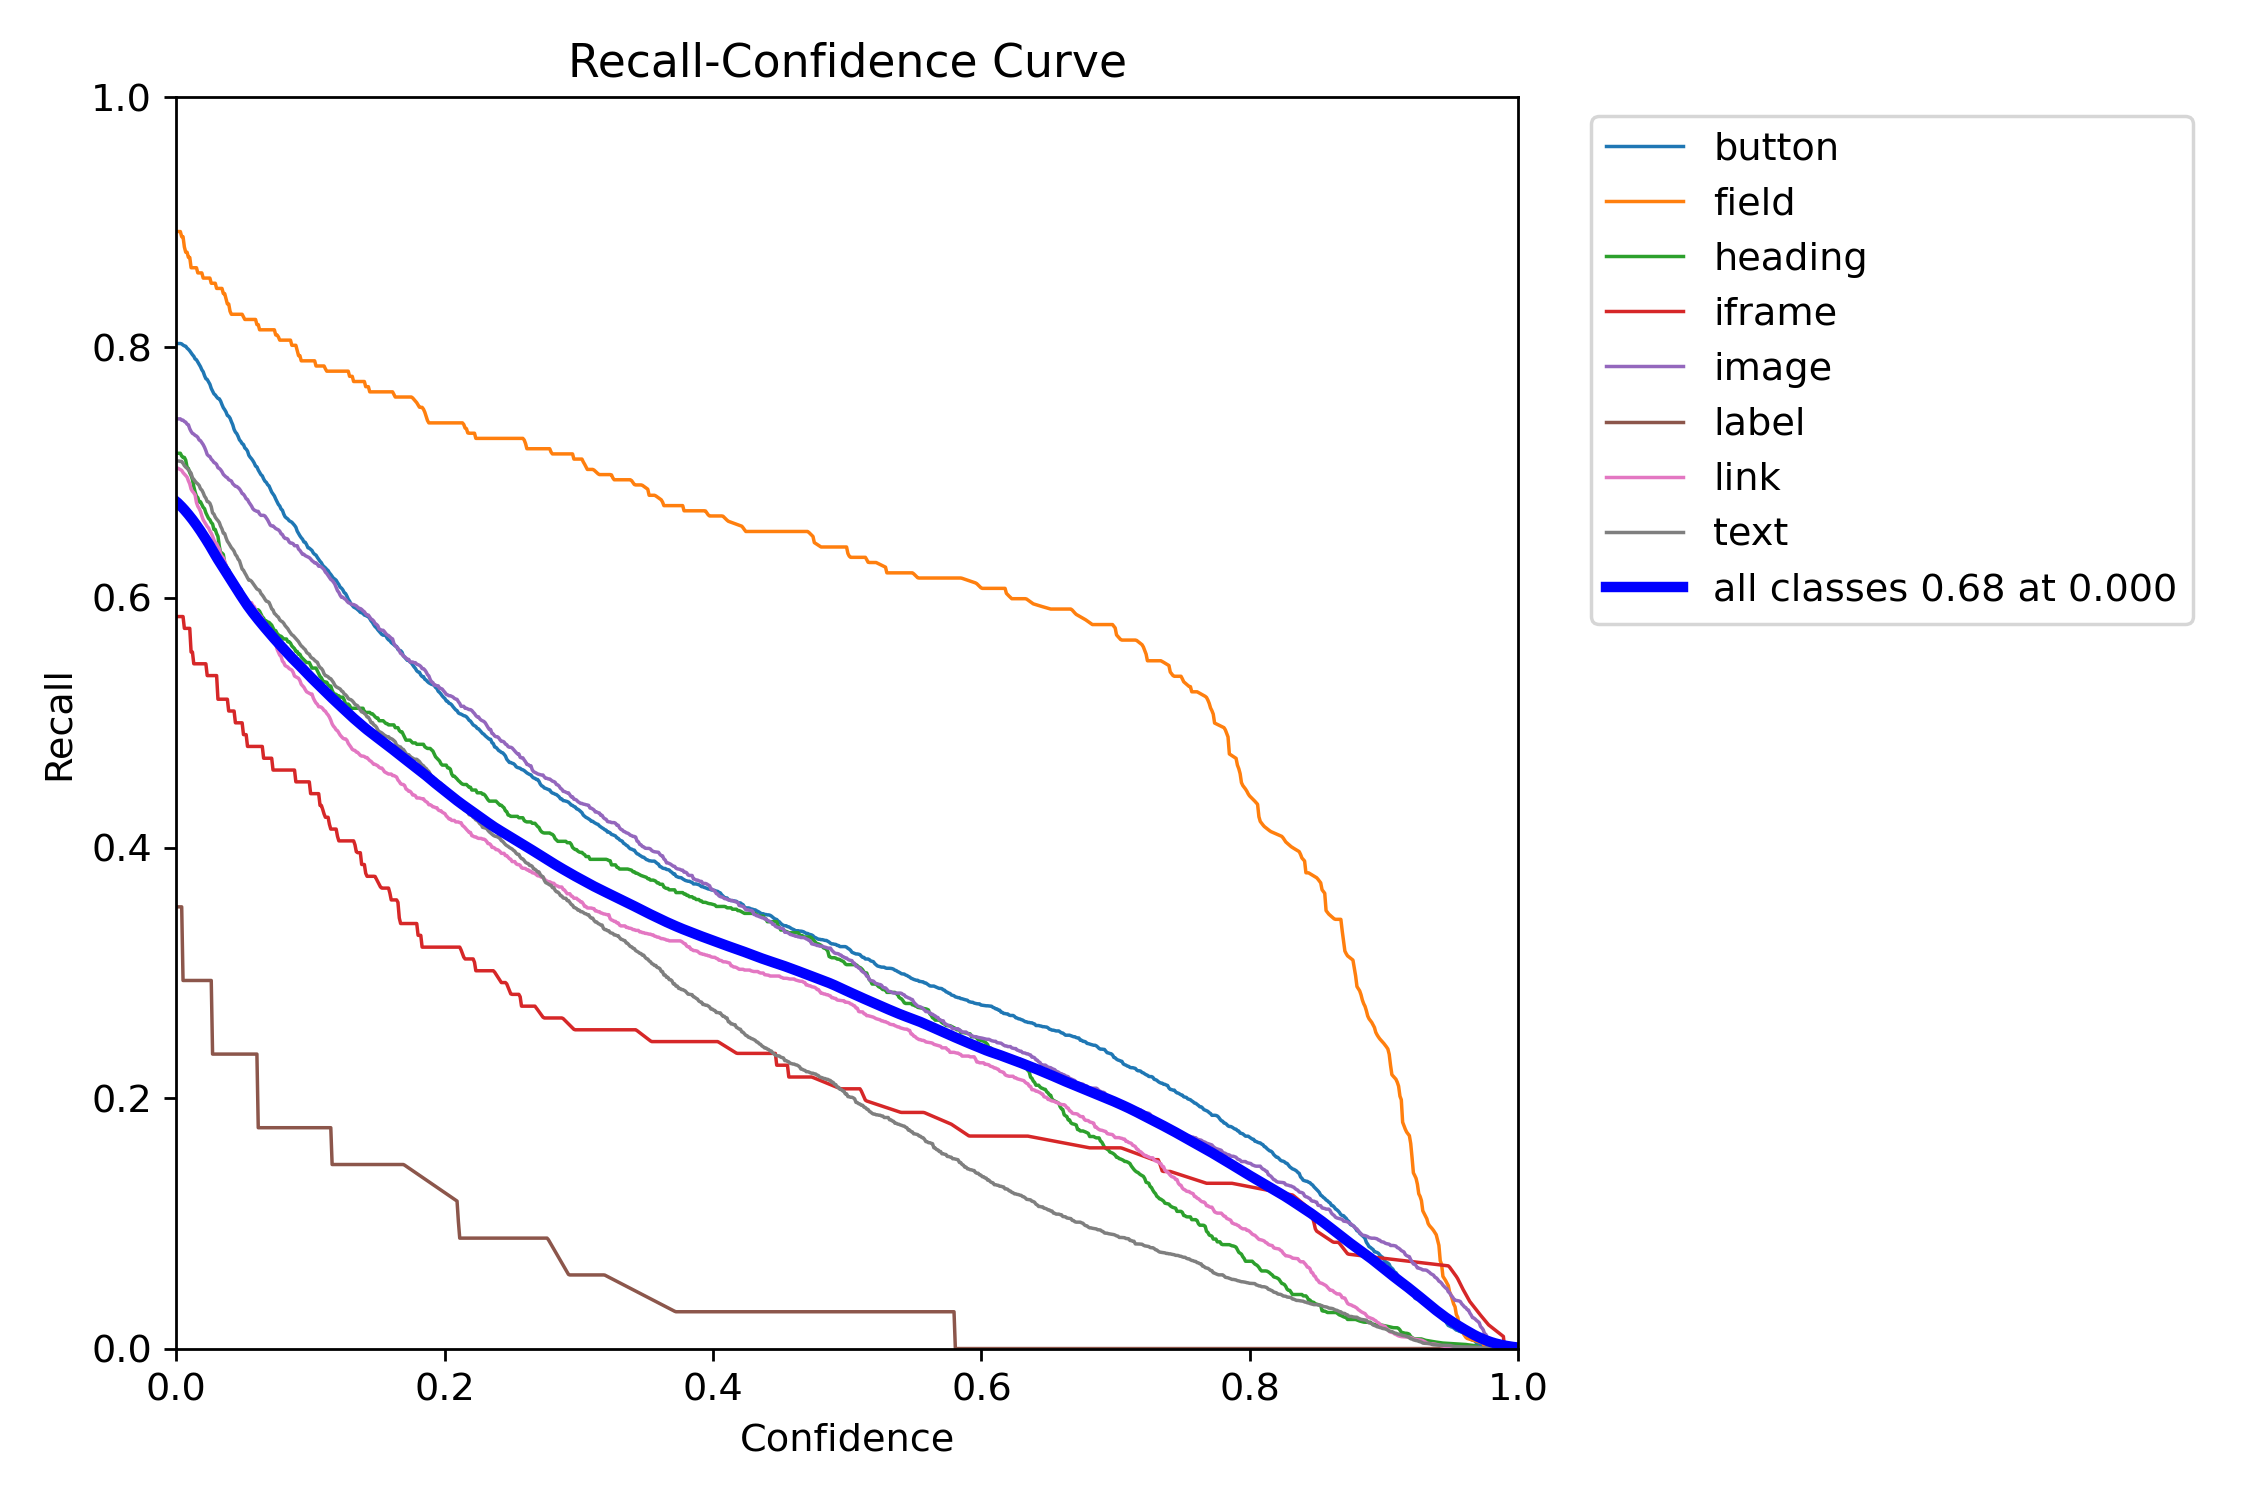 Recall-Confidence Curve
1.0
0.8
0.6
0.4
0.2
0.0
Recall
0.0 0.2 0.4 0.6 0.8 1.0
Confidence
button
field
heading
iframe
image
label
link
text
all classes 0.68 at 0.000